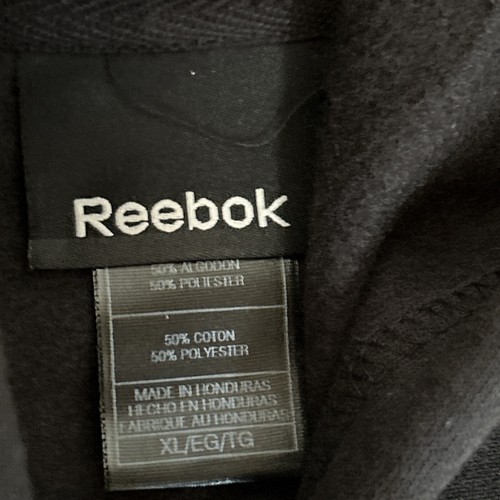 Reebok
50% ALGODON
50% POLIESTER
50% COTON
50% POLYESTER
MADE IN HONDURAS
HECHO EN HONDURAS
FABRIQUE AU HONDURAS
XL/EG/TG